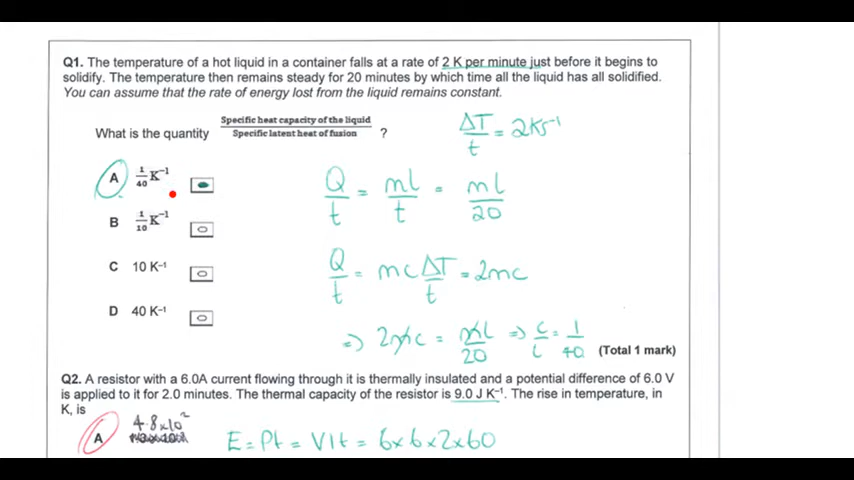 Q1. The temperature of a hot liquid in a container falls at a rate of 2 K per minute just before it begins to
solidify. The temperature then remains steady for 20 minutes by which time all the liquid has all solidified.
You can assume that the rate of energy lost from the liquid remains constant.
What is the quantity Specific heat capacity of the liquid / Specific latent heat of fusion ?
ΔT/t = 2Ks⁻¹
A 1/40 K⁻¹
Q/t = ml/t = ml/20
B 1/10 K⁻¹
C 10 K⁻¹
Q/t = mc ΔT/t = 2mc
D 40 K⁻¹
⇒ 2mc = ml/20 ⇒ c/l = 1/40
(Total 1 mark)
Q2. A resistor with a 6.0A current flowing through it is thermally insulated and a potential difference of 6.0 V
is applied to it for 2.0 minutes. The thermal capacity of the resistor is 9.0 J K⁻¹. The rise in temperature, in
K, is
A 4.8×10²
E = Pt = VIt = 6×6×2×60